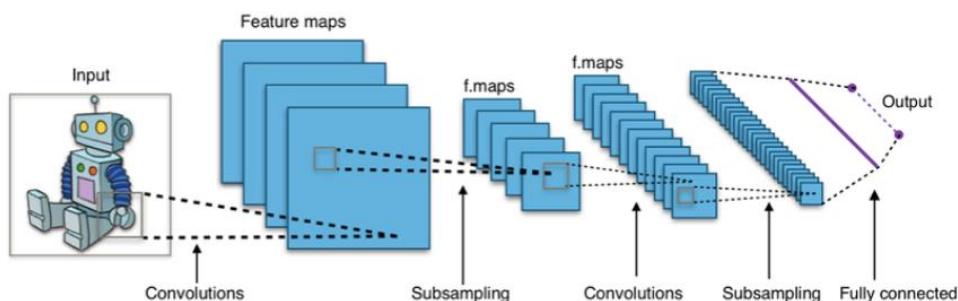 Feature maps
Input
f.maps
f.maps
Output
Convolutions
Subsampling
Convolutions
Subsampling
Fully connected